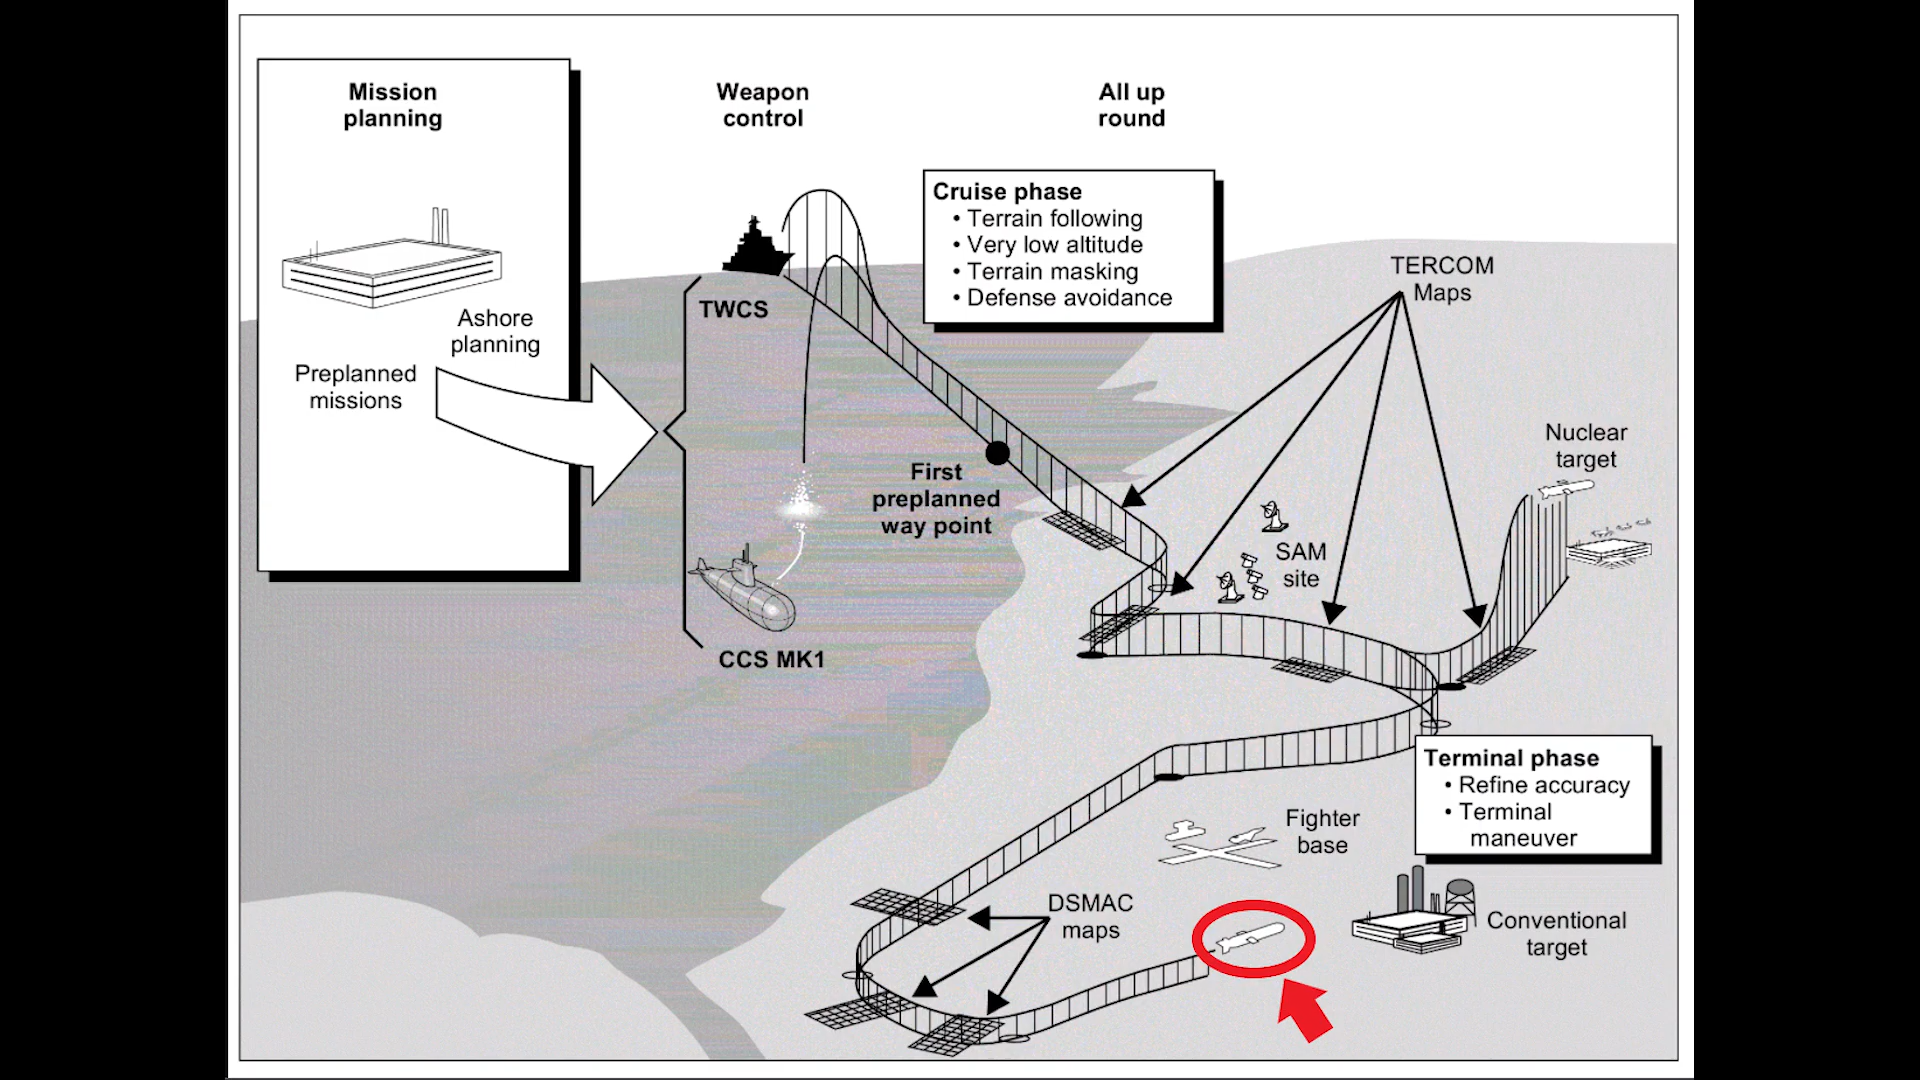 Mission
planning
Weapon
control
All up
round
Cruise phase
• Terrain following
• Very low altitude
• Terrain masking
• Defense avoidance
TERCOM
Maps
TWCS
Ashore
planning
Preplanned
missions
First
preplanned
way point
Nuclear
target
SAM
site
CCS MK1
Terminal phase
• Refine accuracy
• Terminal
maneuver
Fighter
base
DSMAC
maps
Conventional
target